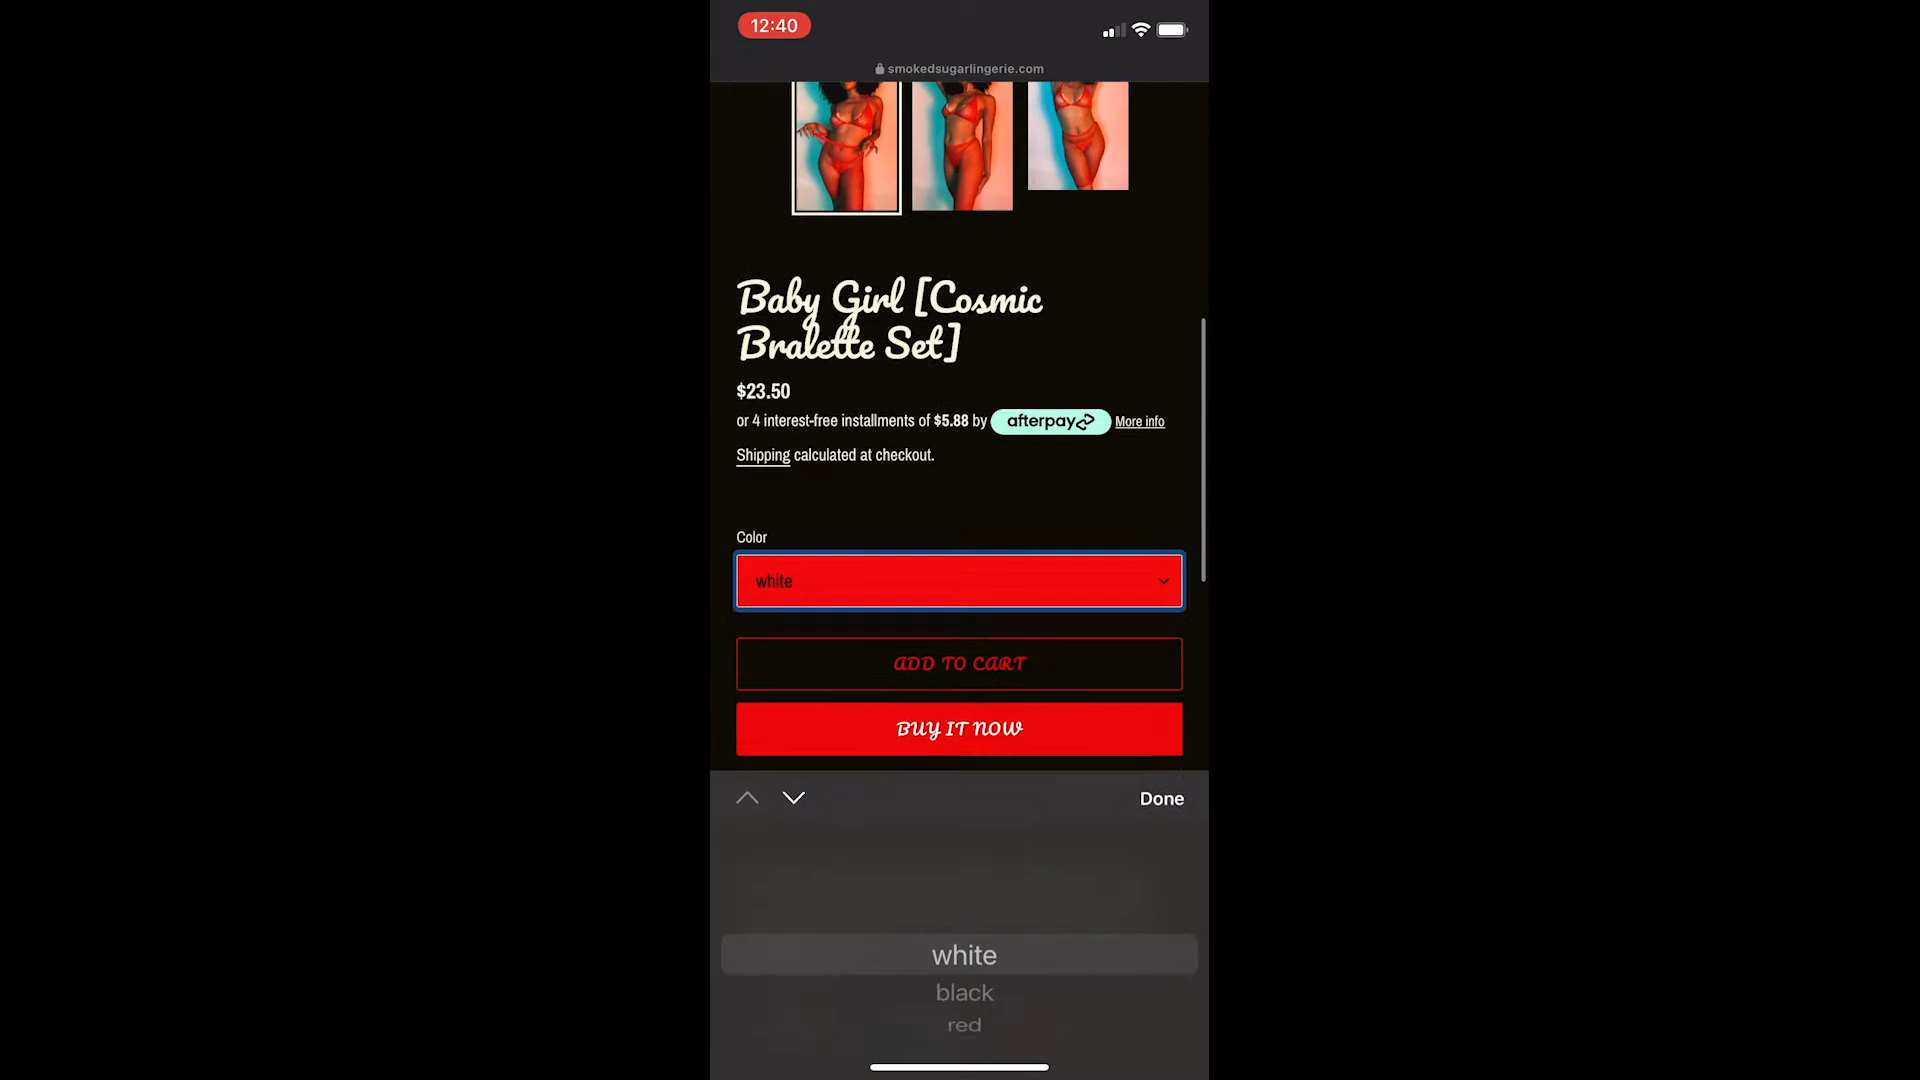 12:40
smokedsugarlingerie.com
Baby Girl [Cosmic
Bralette Set]
$23.50
or 4 interest-free installments of $5.88 by afterpay More info
Shipping calculated at checkout.
Color
white
ADD TO CART
BUY IT NOW
Done
white
black
red